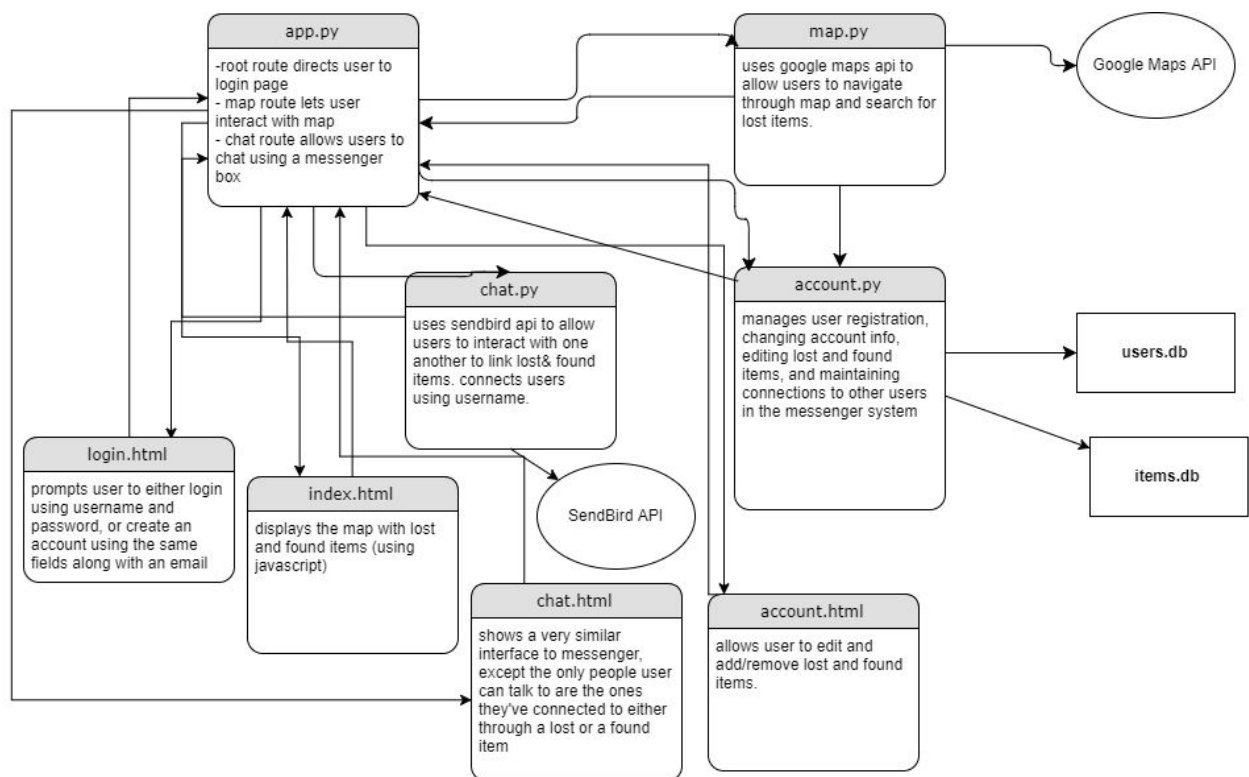 app.py
-root route directs user to
login page
- map route lets user
interact with map
- chat route allows users to
chat using a messenger
box
map.py
uses google maps api to
allow users to navigate
through map and search for
lost items.
Google Maps API
chat.py
uses sendbird api to allow
users to interact with one
another to link lost& found
items. connects users
using username.
account.py
manages user registration,
changing account info,
editing lost and found
items, and maintaining
connections to other users
in the messenger system
users.db
items.db
login.html
prompts user to either login
using username and
password, or create an
account using the same
fields along with an email
index.html
displays the map with lost
and found items (using
javascript)
SendBird API
chat.html
shows a very similar
interface to messenger,
except the only people user
can talk to are the ones
they've connected to either
through a lost or a found
item
account.html
allows user to edit and
add/remove lost and found
items.